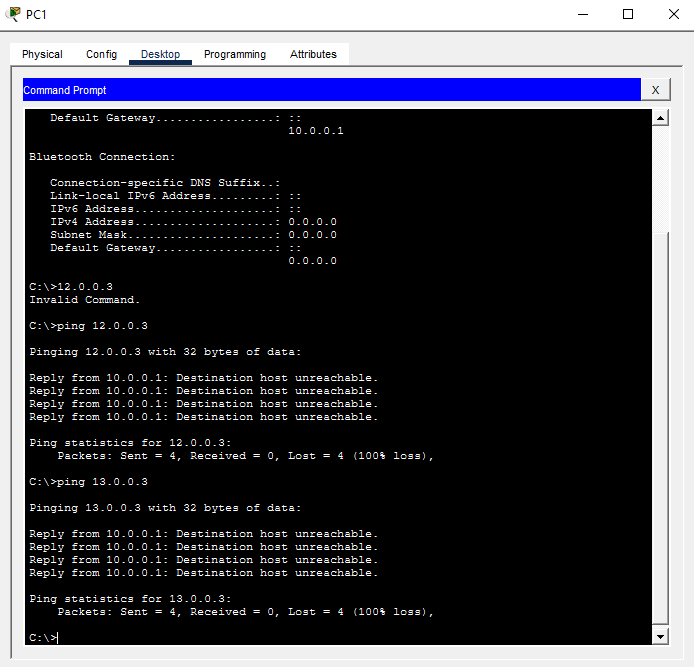 PC1
Physical Config Desktop Programming Attributes
Command Prompt X
Default Gateway.................: ::
10.0.0.1
Bluetooth Connection:
Connection-specific DNS Suffix..:
Link-local IPv6 Address.........: ::
IPv6 Address....................: ::
IPv4 Address....................: 0.0.0.0
Subnet Mask.....................: 0.0.0.0
Default Gateway.................: ::
0.0.0.0
C:\>12.0.0.3
Invalid Command.
C:\>ping 12.0.0.3
Pinging 12.0.0.3 with 32 bytes of data:
Reply from 10.0.0.1: Destination host unreachable.
Reply from 10.0.0.1: Destination host unreachable.
Reply from 10.0.0.1: Destination host unreachable.
Reply from 10.0.0.1: Destination host unreachable.
Ping statistics for 12.0.0.3:
Packets: Sent = 4, Received = 0, Lost = 4 (100% loss),
C:\>ping 13.0.0.3
Pinging 13.0.0.3 with 32 bytes of data:
Reply from 10.0.0.1: Destination host unreachable.
Reply from 10.0.0.1: Destination host unreachable.
Reply from 10.0.0.1: Destination host unreachable.
Reply from 10.0.0.1: Destination host unreachable.
Ping statistics for 13.0.0.3:
Packets: Sent = 4, Received = 0, Lost = 4 (100% loss),
C:\>